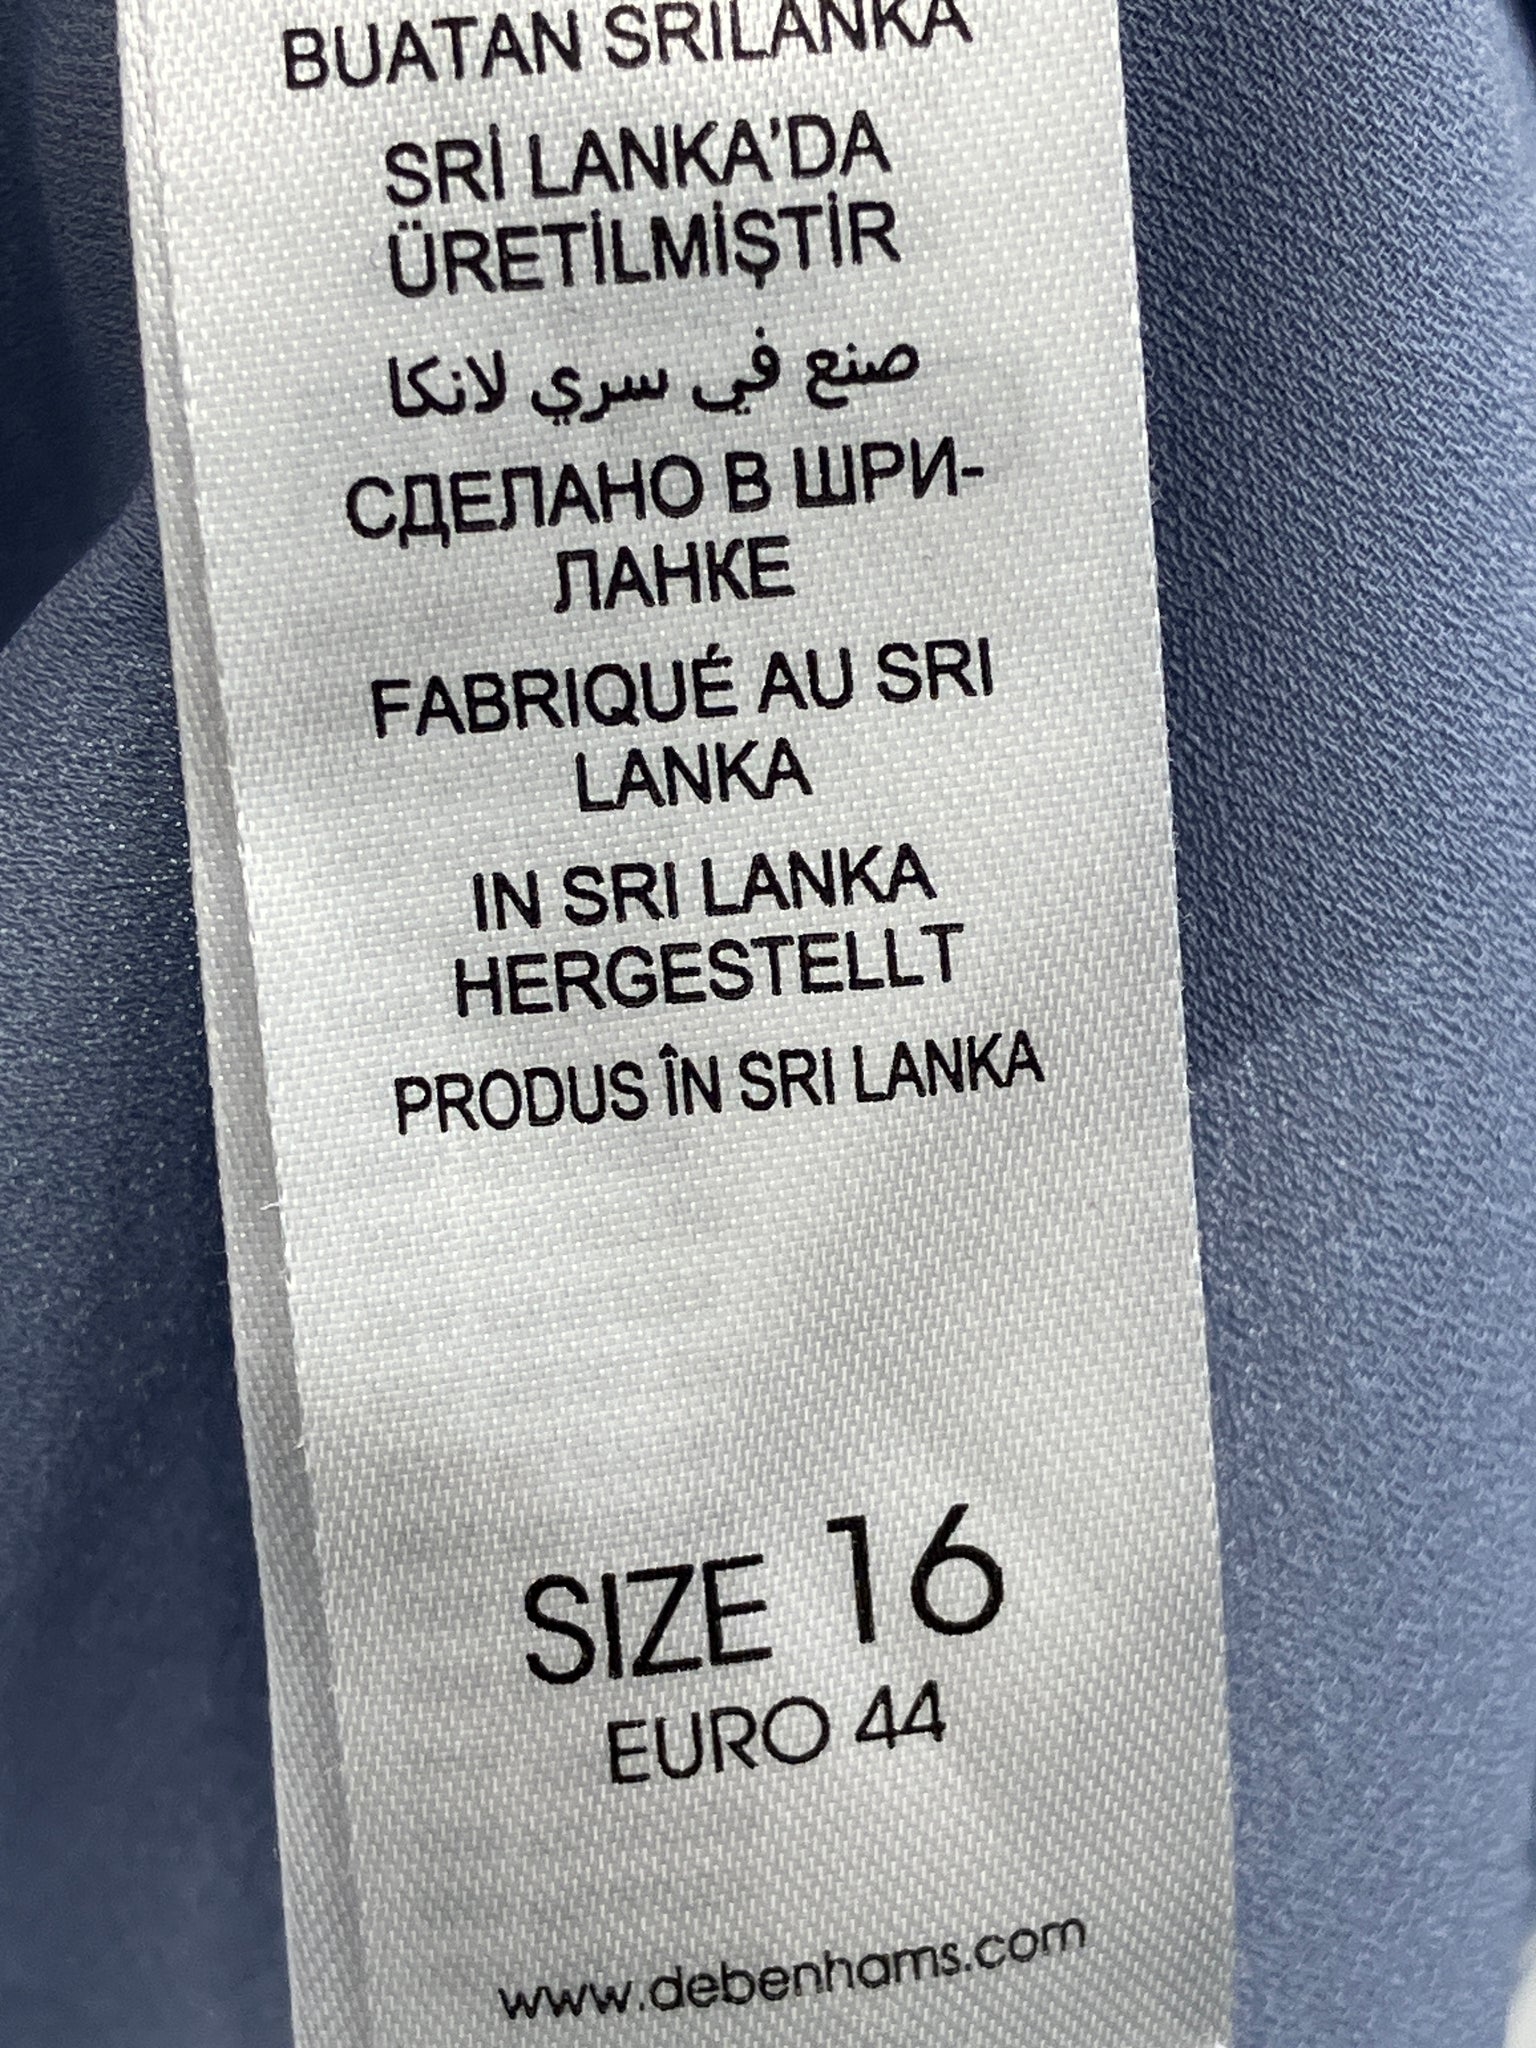 BUATAN SRILANKA
SRİ LANKA'DA
ÜRETİLMİŞTİR
صنع في سري لانكا
СДЕЛАНО В ШРИ-
ЛАНКЕ
FABRIQUÉ AU SRI
LANKA
IN SRI LANKA
HERGESTELLT
PRODUS ÎN SRI LANKA
SIZE 16
EURO 44
www.debenhams.com